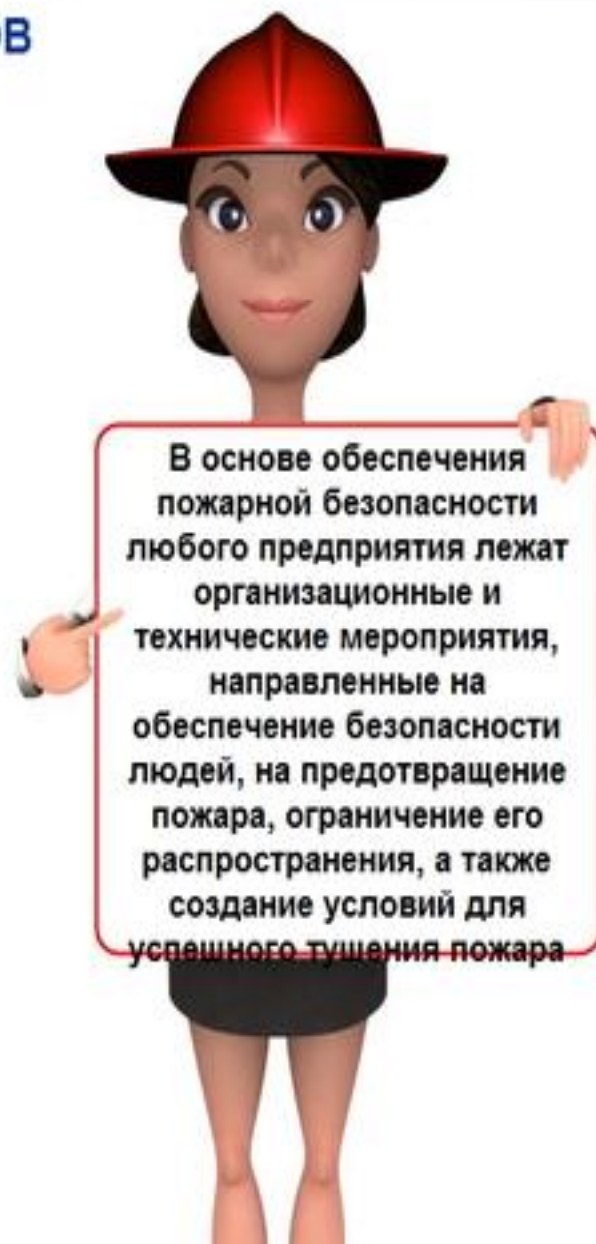 В основе обеспечения
пожарной безопасности
любого предприятия лежат
организационные и
технические мероприятия,
направленные на
обеспечение безопасности
людей, на предотвращение
пожара, ограничение его
распространения, а также
создание условий для
успешного тушения пожара